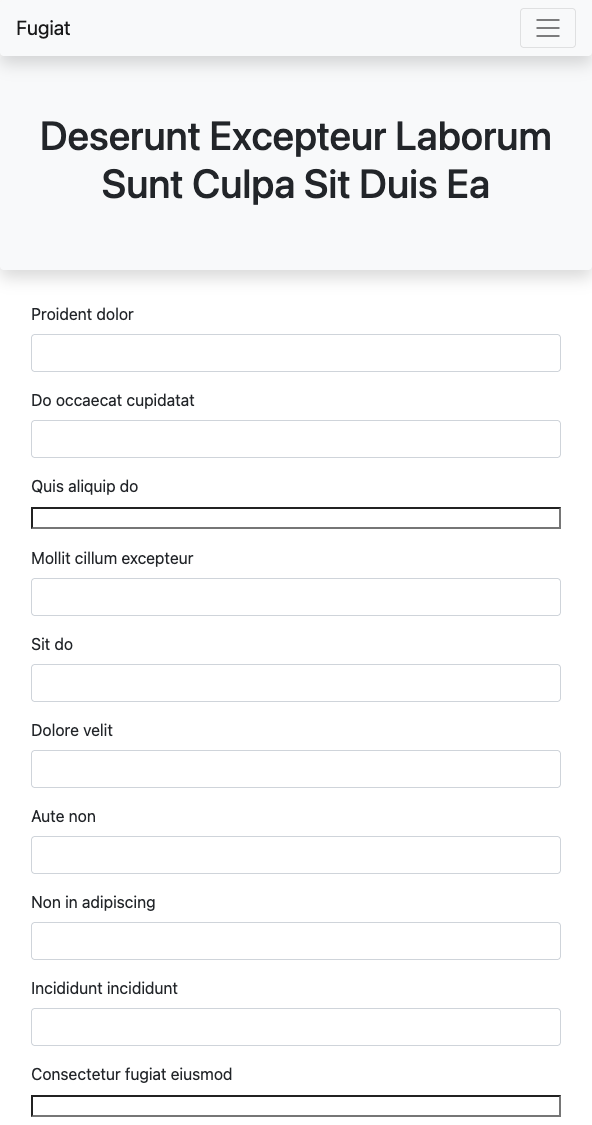 Fugiat
Deserunt Excepteur Laborum
Sunt Culpa Sit Duis Ea
Proident dolor
Do occaecat cupidatat
Quis aliquip do
Mollit cillum excepteur
Sit do
Dolore velit
Aute non
Non in adipiscing
Incididunt incididunt
Consectetur fugiat eiusmod